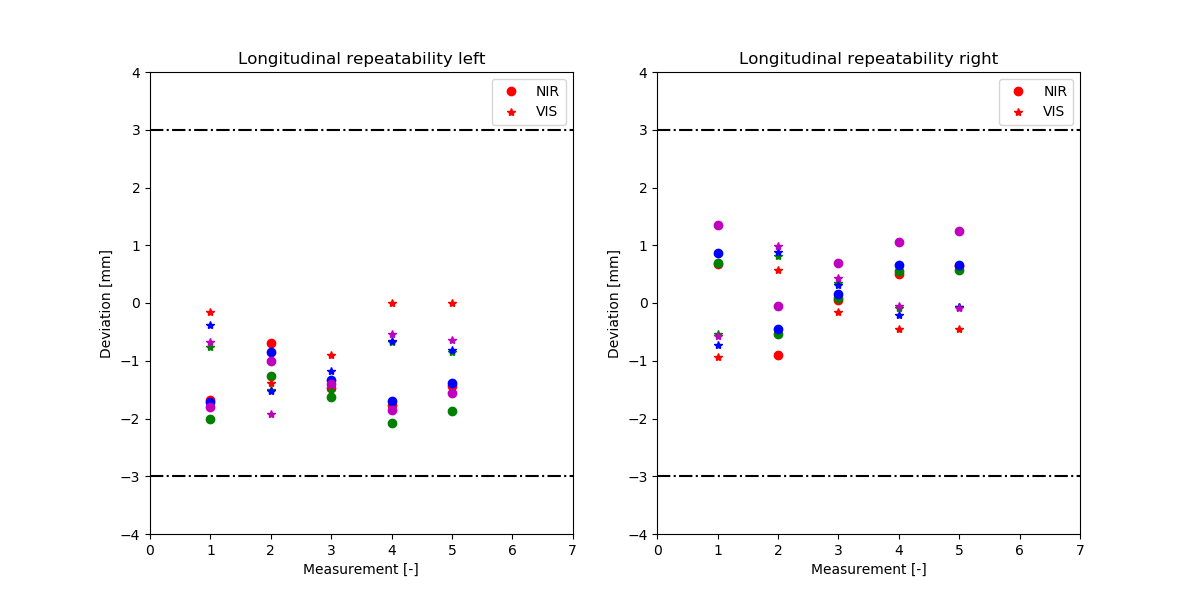 Longitudinal repeatability left
4
3
2
1
0
−1
−2
−3
−4
Deviation [mm]
NIR
VIS
0 1 2 3 4 5 6 7
Measurement [-]
Longitudinal repeatability right
4
3
2
1
0
−1
−2
−3
−4
Deviation [mm]
NIR
VIS
0 1 2 3 4 5 6 7
Measurement [-]